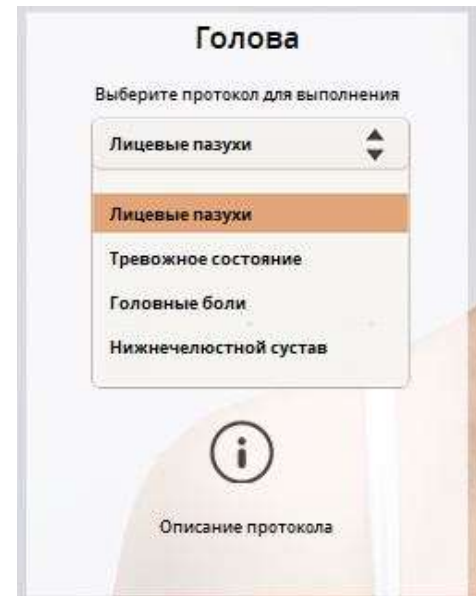 Голова
Выберите протокол для выполнения
Лицевые пазухи
Лицевые пазухи
Тревожное состояние
Головные боли
Нижнечелюстной сустав
Описание протокола